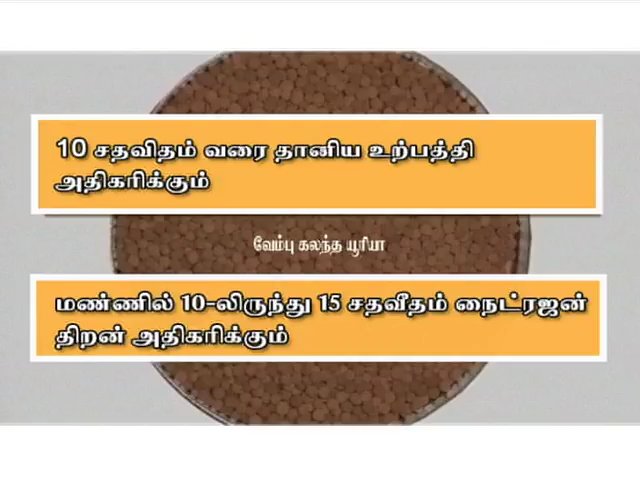 10 சதவிதம் வரை தானிய உற்பத்தி
அதிகரிக்கும்
வேம்பு கலந்த யூரியா
மண்ணில் 10-லிருந்து 15 சதவீதம் நைட்ரஜன்
திறன் அதிகரிக்கும்